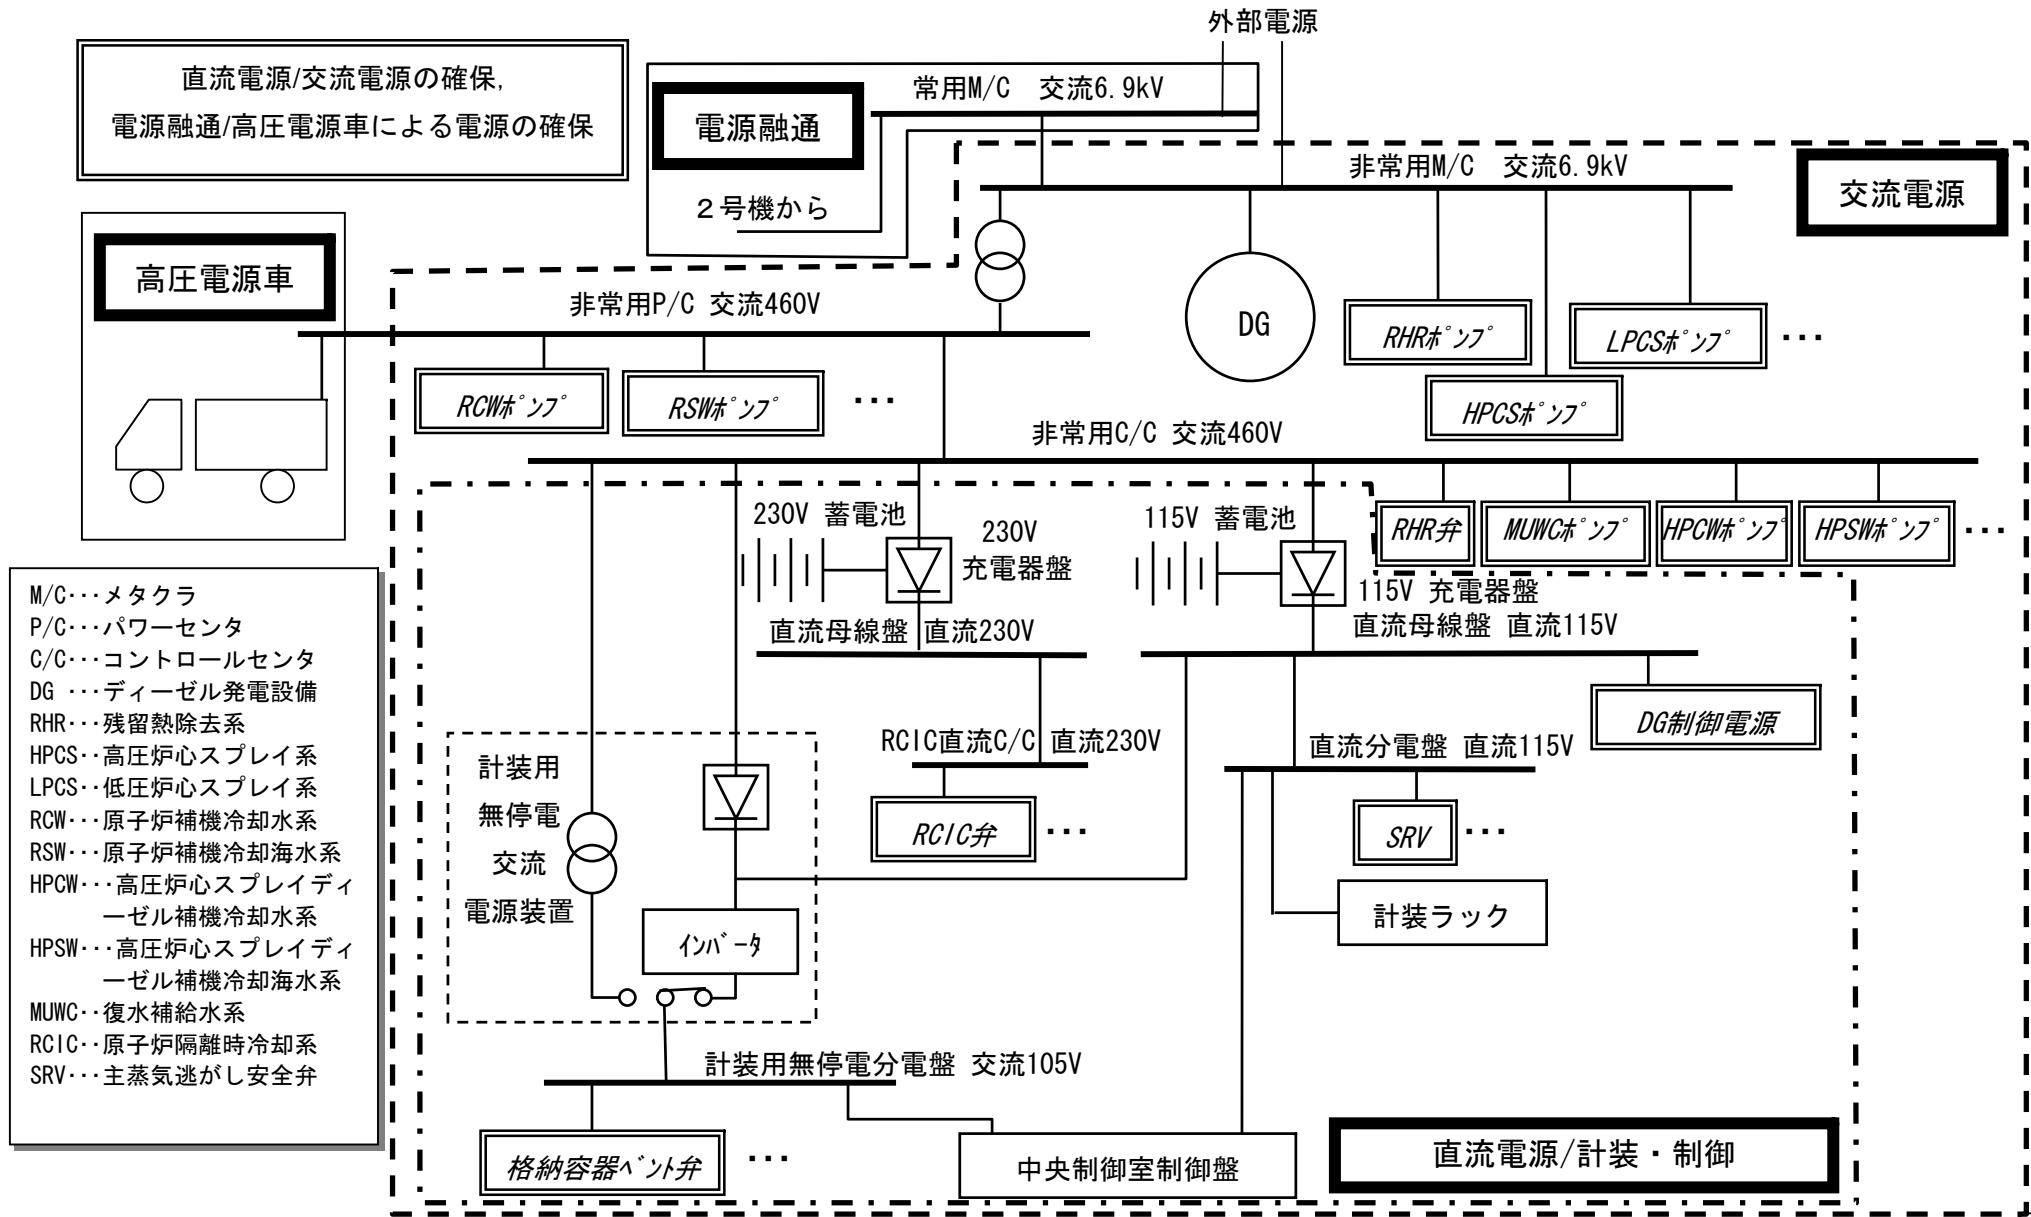 外部電源
直流電源/交流電源の確保,
電源融通/高圧電源車による電源の確保
電源融通
常用M/C 交流6.9kV
2号機から
非常用M/C 交流6.9kV
交流電源
高圧電源車
非常用P/C 交流460V
DG
RHRポンプ
LPCSポンプ
・・・
HPCSポンプ
RCWポンプ
RSWポンプ
・・・
非常用C/C 交流460V
230V 蓄電池
230V
充電器盤
115V 蓄電池
115V 充電器盤
RHR弁
MUWCポンプ
HPCWポンプ
HPSWポンプ
・・・
直流母線盤 直流230V
直流母線盤 直流115V
DG制御電源
RCIC直流C/C 直流230V
直流分電盤 直流115V
RCIC弁
・・・
SRV
・・・
計装ラック
計装用
無停電
交流
電源装置
インバータ
計装用無停電分電盤 交流105V
格納容器ベント弁
・・・
中央制御室制御盤
直流電源/計装・制御
M/C・・・メタクラ
P/C・・・パワーセンタ
C/C・・・コントロールセンタ
DG ・・・ディーゼル発電設備
RHR・・・残留熱除去系
HPCS・・高圧炉心スプレイ系
LPCS・・低圧炉心スプレイ系
RCW・・・原子炉補機冷却水系
RSW・・・原子炉補機冷却海水系
HPCW・・・高圧炉心スプレイディ
ーゼル補機冷却水系
HPSW・・・高圧炉心スプレイディ
ーゼル補機冷却海水系
MUWC・・復水補給水系
RCIC・・原子炉隔離時冷却系
SRV・・・主蒸気逃がし安全弁